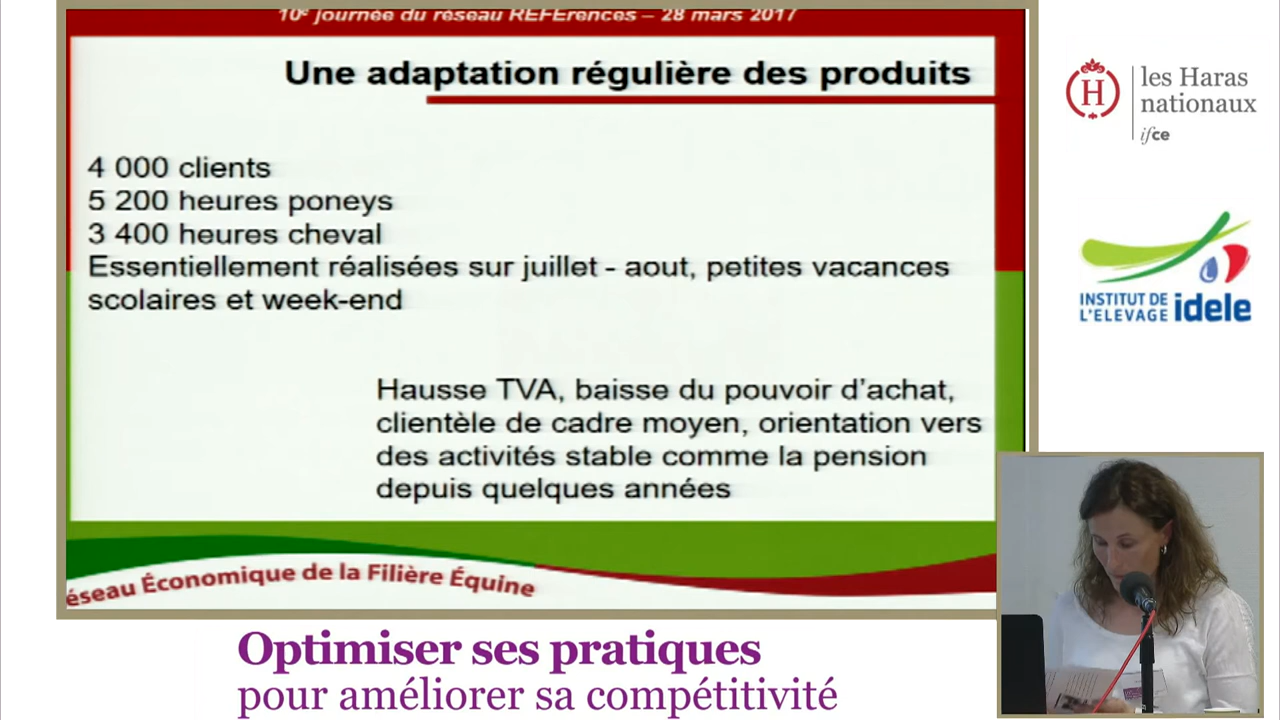 10e journée du réseau REFErences – 28 mars 2017
Une adaptation régulière des produits
4 000 clients
5 200 heures poneys
3 400 heures cheval
Essentiellement réalisées sur juillet - aout, petites vacances
scolaires et week-end
Hausse TVA, baisse du pouvoir d'achat,
clientèle de cadre moyen, orientation vers
des activités stable comme la pension
depuis quelques années
éseau Économique de la Filière Équine
Optimiser ses pratiques
pour améliorer sa compétitivité
H
les Haras
nationaux
ifce
INSTITUT DE
L'ELEVAGE idele